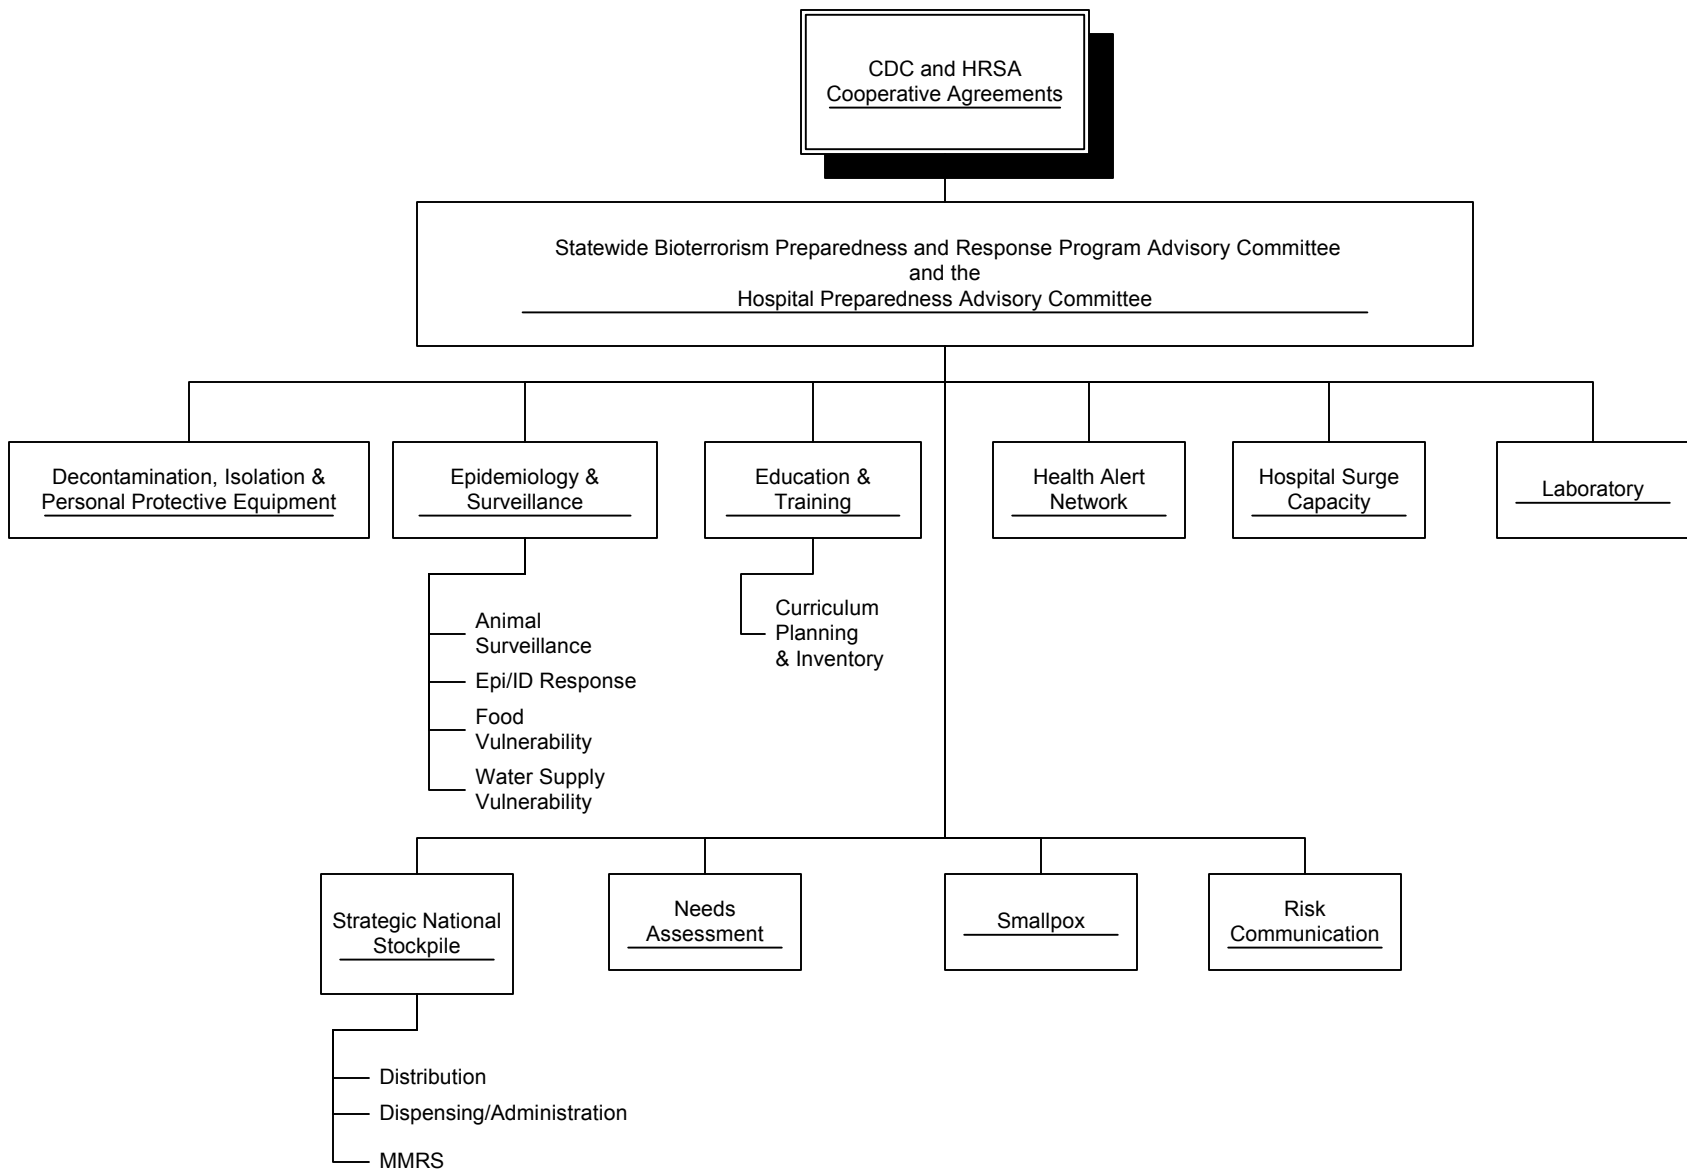 CDC and HRSA
Cooperative Agreements
Statewide Bioterrorism Preparedness and Response Program Advisory Committee
and the
Hospital Preparedness Advisory Committee
Decontamination, Isolation &
Personal Protective Equipment
Epidemiology &
Surveillance
Education &
Training
Health Alert
Network
Hospital Surge
Capacity
Laboratory
Animal
Surveillance
Epi/ID Response
Food
Vulnerability
Water Supply
Vulnerability
Curriculum
Planning
& Inventory
Strategic National
Stockpile
Needs
Assessment
Smallpox
Risk
Communication
Distribution
Dispensing/Administration
MMRS